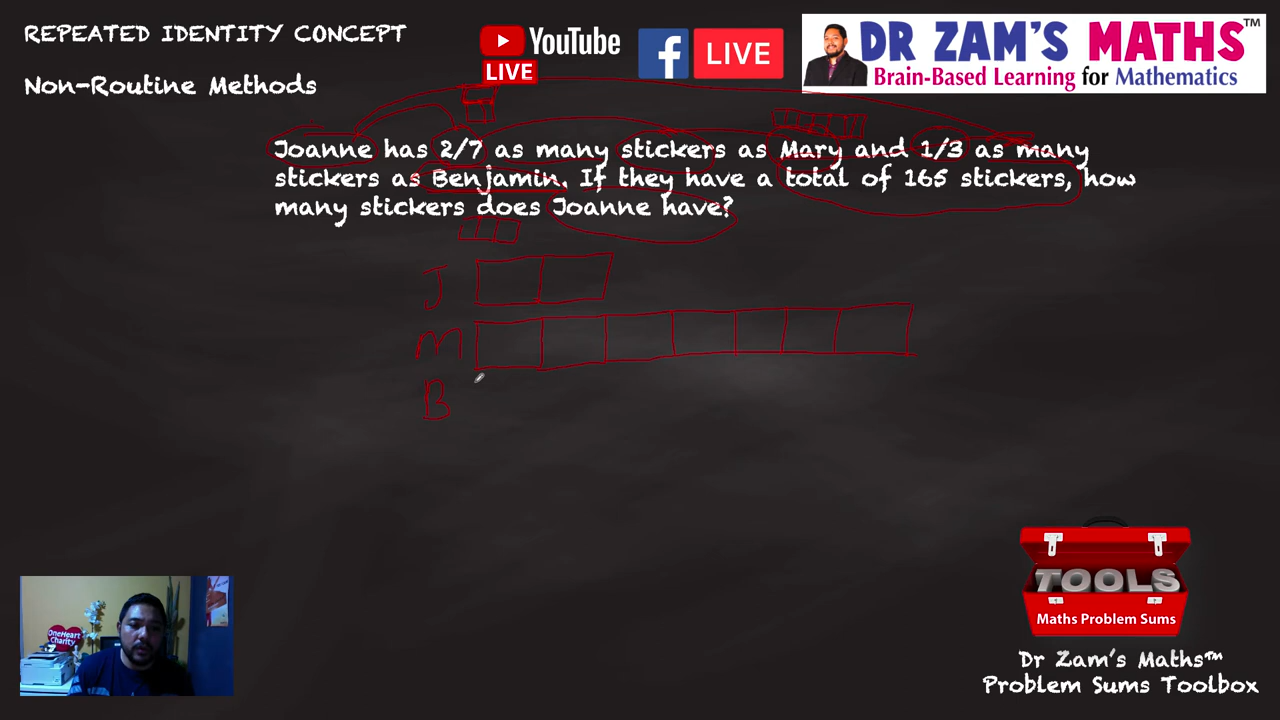 REPEATED IDENTITY CONCEPT
Non-Routine Methods
YouTube
LIVE
LIVE
DR ZAM'S MATHS™
Brain-Based Learning for Mathematics
Joanne has 2/7 as many stickers as Mary and 1/3 as many
stickers as Benjamin. If they have a total of 165 stickers, how
many stickers does Joanne have?
J
M
B
OneHeart
Charity
TOOLS
Maths Problem Sums
Dr Zam's Maths™
Problem Sums Toolbox